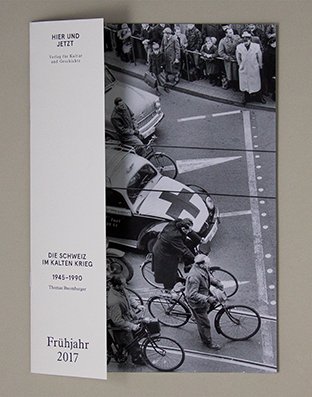 HIER UND
JETZT
Verlag für Kultur
und Geschichte
DIE SCHWEIZ
IM KALTEN KRIEG
1945–1990
Thomas Buomberger
Frühjahr
2017